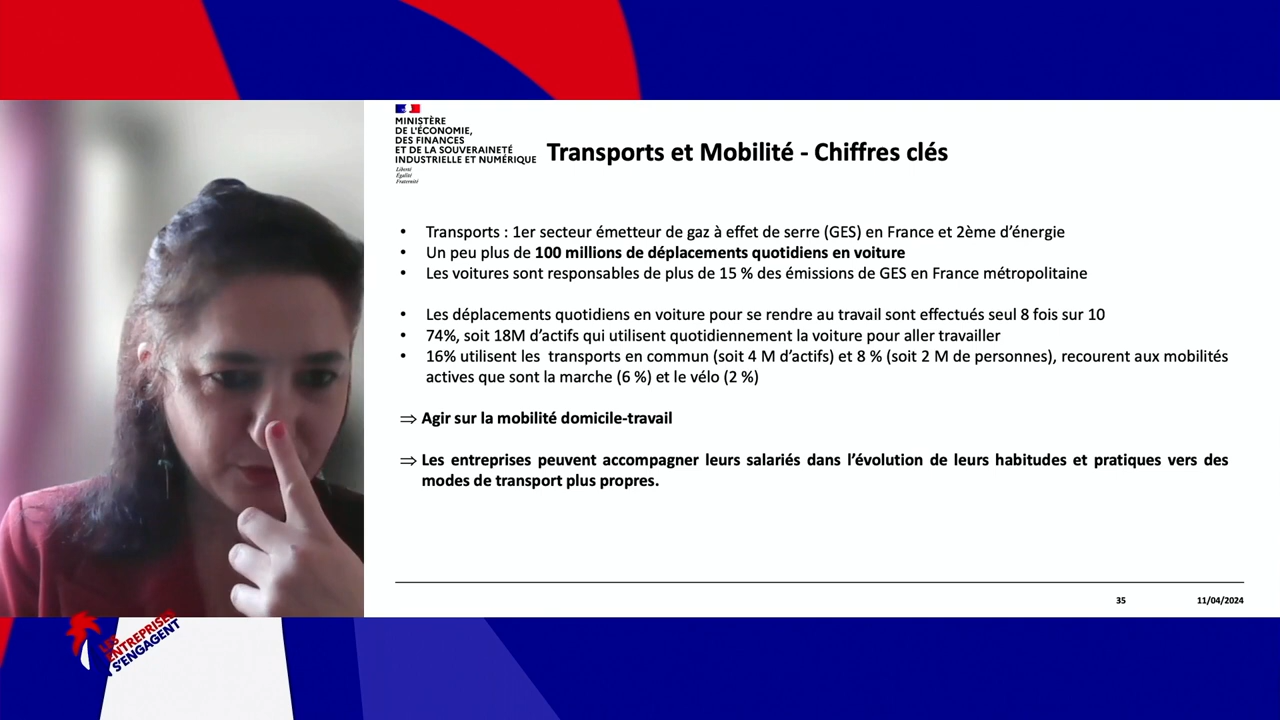 MINISTÈRE
DE L'ÉCONOMIE,
DES FINANCES
ET DE LA SOUVERAINETÉ
INDUSTRIELLE ET NUMÉRIQUE
Liberté
Égalité
Fraternité
Transports et Mobilité - Chiffres clés
• Transports : 1er secteur émetteur de gaz à effet de serre (GES) en France et 2ème d’énergie
• Un peu plus de 100 millions de déplacements quotidiens en voiture
• Les voitures sont responsables de plus de 15 % des émissions de GES en France métropolitaine
• Les déplacements quotidiens en voiture pour se rendre au travail sont effectués seul 8 fois sur 10
• 74%, soit 18M d’actifs qui utilisent quotidiennement la voiture pour aller travailler
• 16% utilisent les transports en commun (soit 4 M d’actifs) et 8 % (soit 2 M de personnes), recourent aux mobilités
actives que sont la marche (6 %) et le vélo (2 %)
⇒ Agir sur la mobilité domicile-travail
⇒ Les entreprises peuvent accompagner leurs salariés dans l’évolution de leurs habitudes et pratiques vers des
modes de transport plus propres.
35 11/04/2024
LES
ENTREPRISES
S'ENGAGENT